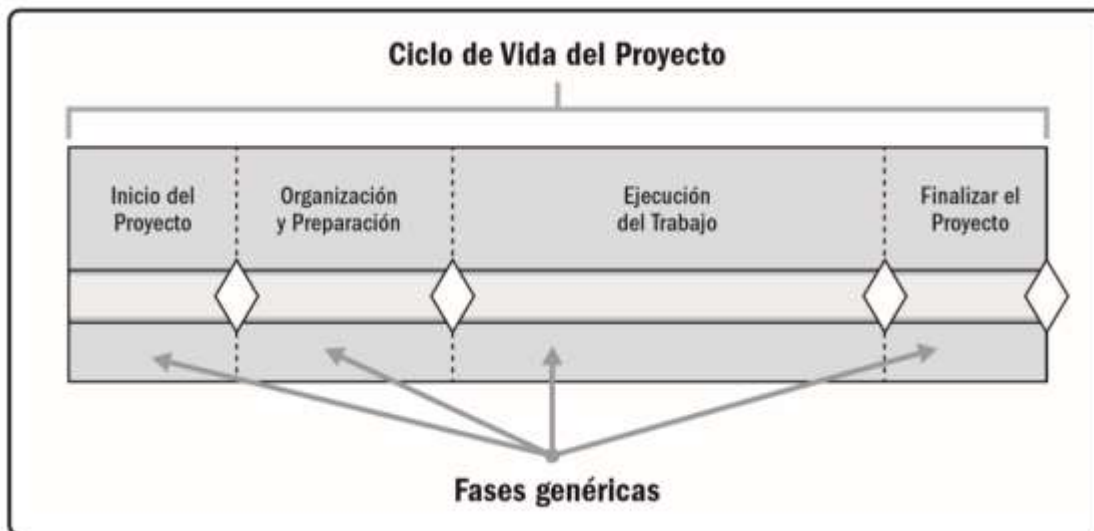 Ciclo de Vida del Proyecto
Inicio del
Proyecto
Organización
y Preparación
Ejecución
del Trabajo
Finalizar el
Proyecto
Fases genéricas